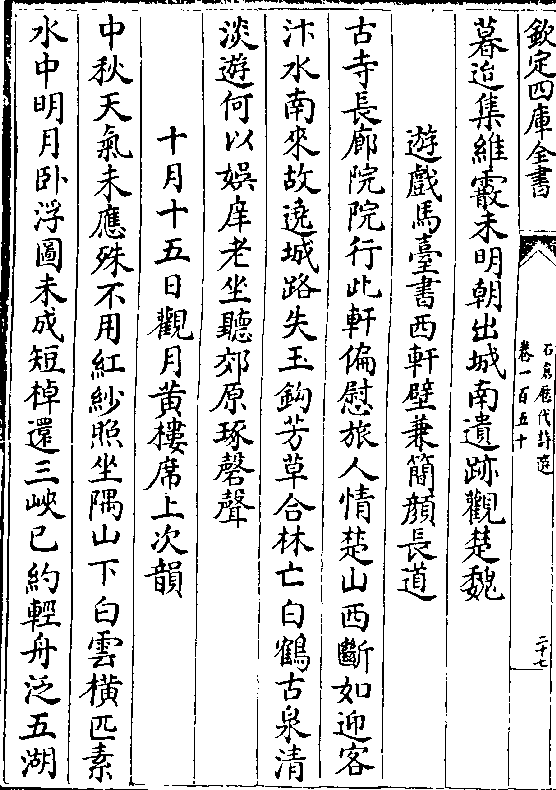 欽定四庫全書
石倉歷代詩選
卷一百五十
二十七
暮迨集維霰未明朝出城南遺跡觀楚魏
遊戲馬臺書西軒壁兼簡顔長道
古寺長廊院院行此軒偏慰旅人情楚山西斷如迎客
汴水南來故遶城路失玉鈎芳草合林亡白鶴古泉清
淡遊何以娱庠老坐聽郊原琢磬聲
十月十五日觀月黄樓席上次韻
中秋天氣未應殊不用紅紗照坐隅山下白雲横匹素
水中明月卧浮圖未成短棹還三峽已約輕舟泛五湖